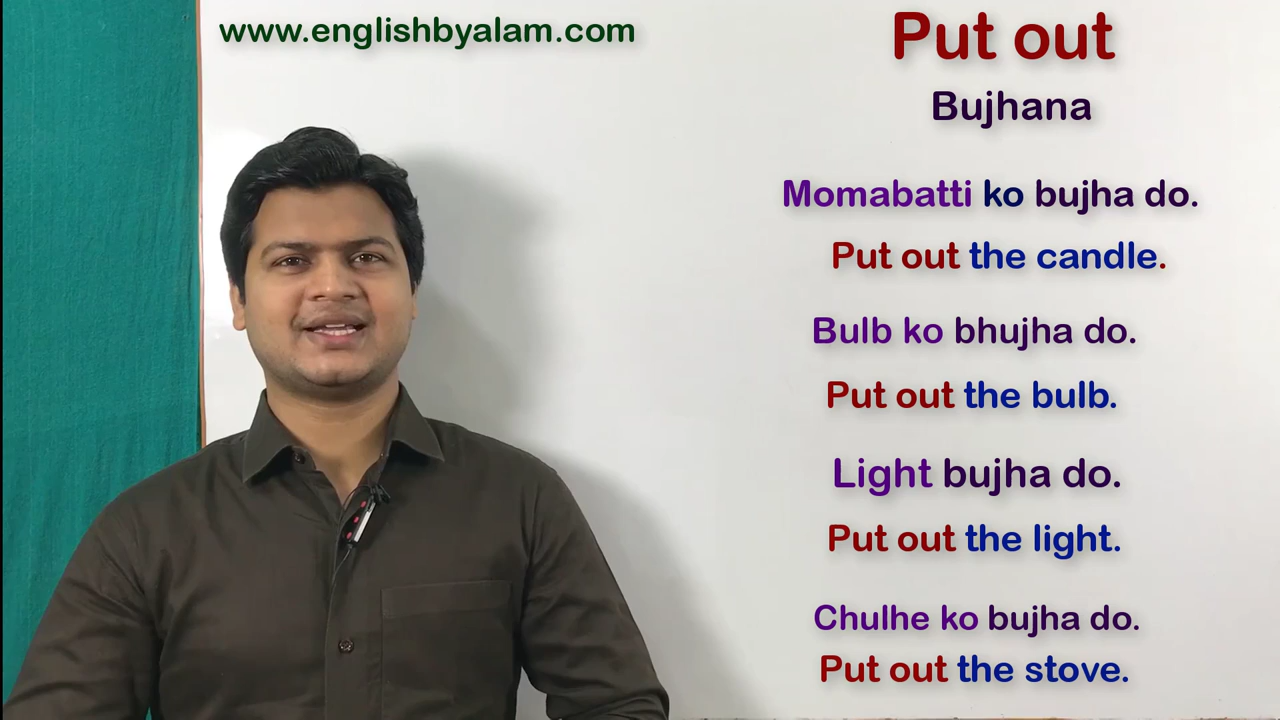 www.englishbyalam.com
Put out
Bujhana
Momabatti ko bujha do.
Put out the candle.
Bulb ko bhujha do.
Put out the bulb.
Light bujha do.
Put out the light.
Chulhe ko bujha do.
Put out the stove.